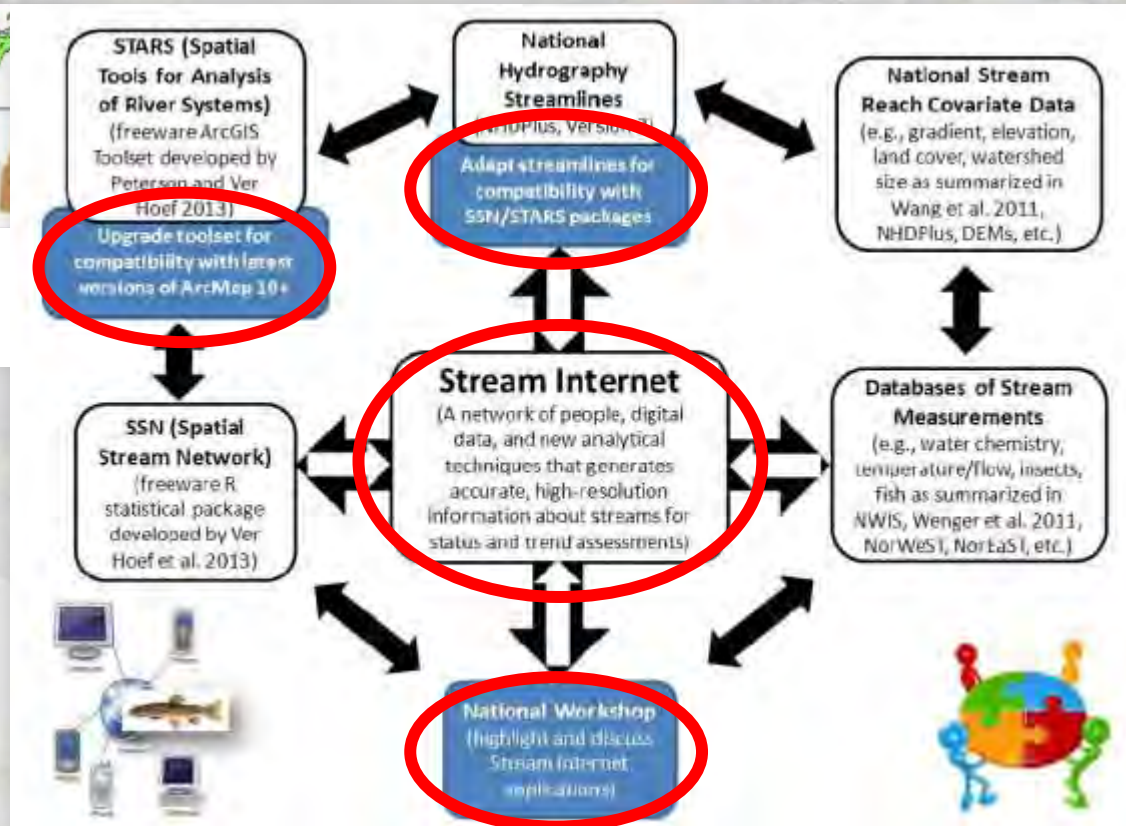 STARS (Spatial
Tools for Analysis
of River Systems)
(freeware ArcGIS
Toolset developed by
Peterson and Ver
Hoef 2013)
Upgrade toolset for
compatibility with latest
versions of ArcMap 10+
National
Hydrography
Streamlines
(NHDPlus, Version
Adapt streamlines for
compatibility with
SSN/STARS packages
National Stream
Reach Covariate Data
(e.g., gradient, elevation,
land cover, watershed
size as summarized in
Wang et al. 2011,
NHDPlus, DEMs, etc.)
SSN (Spatial
Stream Network)
(freeware R
statistical package
developed by Ver
Hoef et al. 2013)
Stream Internet
(A network of people, digital
data, and new analytical
techniques that generates
accurate, high-resolution
information about streams for
status and trend assessments)
Databases of Stream
Measurements
(e.g., water chemistry,
temperature/flow, insects,
fish as summarized in
NWIS, Wenger et al. 2011,
NorWeST, NorEaST, etc.)
National Workshop
(highlight and discuss
Stream Internet
applications)